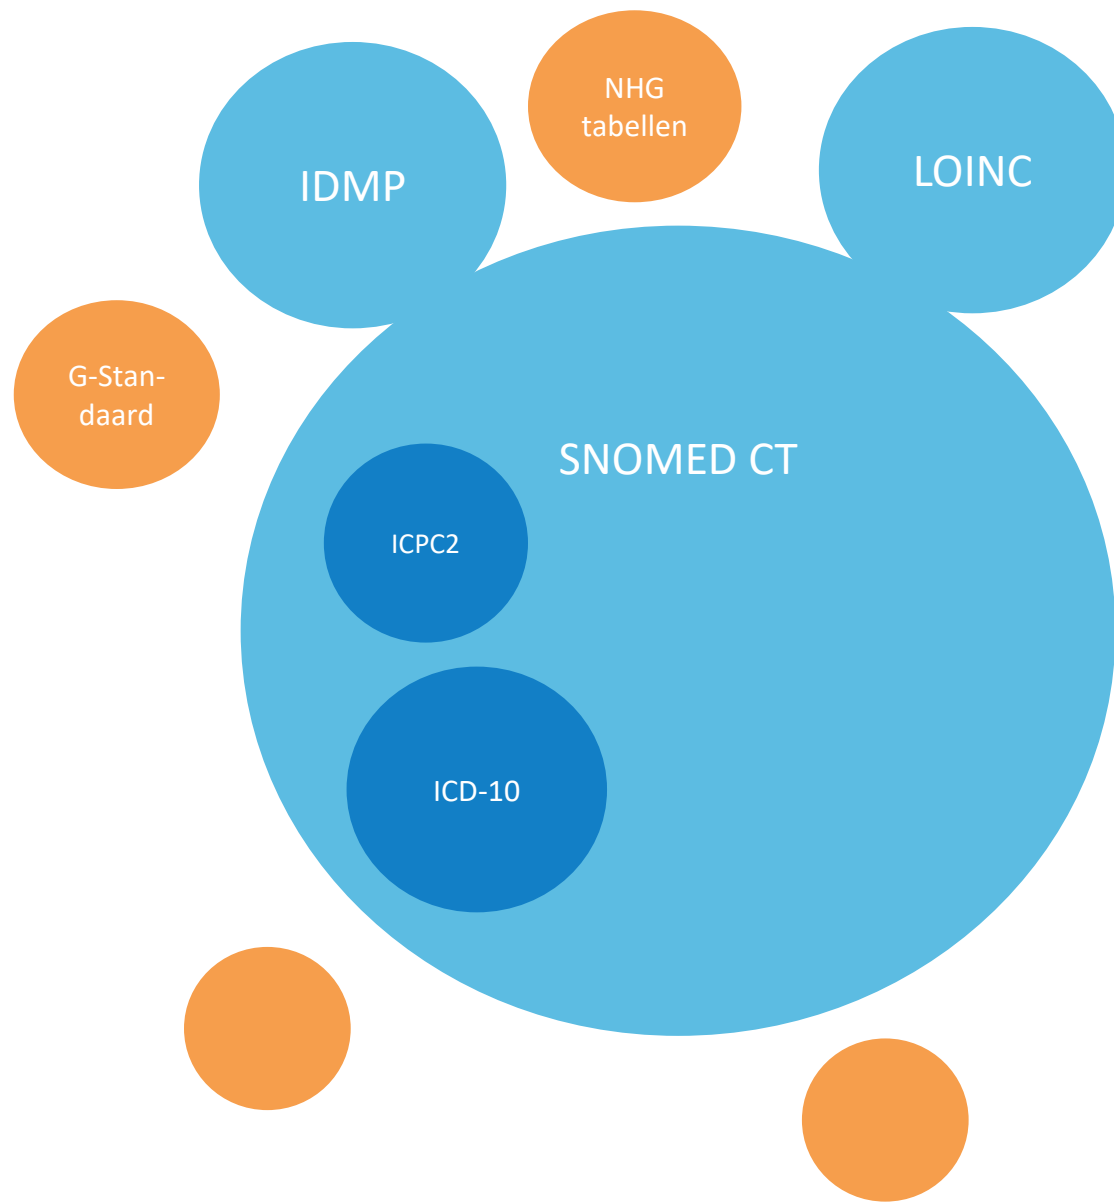 NHG
tabellen
IDMP
LOINC
G-Stan-
daard
SNOMED CT
ICPC2
ICD-10